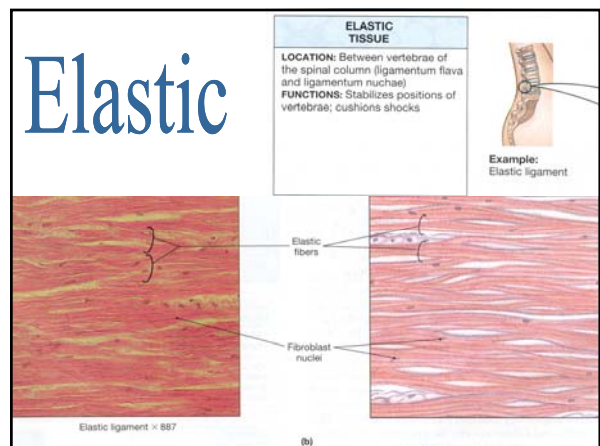 Elastic
ELASTIC
TISSUE
LOCATION: Between vertebrae of
the spinal column (ligamentum flava
and ligamentum nuchae)
FUNCTIONS: Stabilizes positions of
vertebrae; cushions shocks
Example:
Elastic ligament
Elastic
fibers
Fibroblast
nuclei
Elastic ligament × 887
(b)